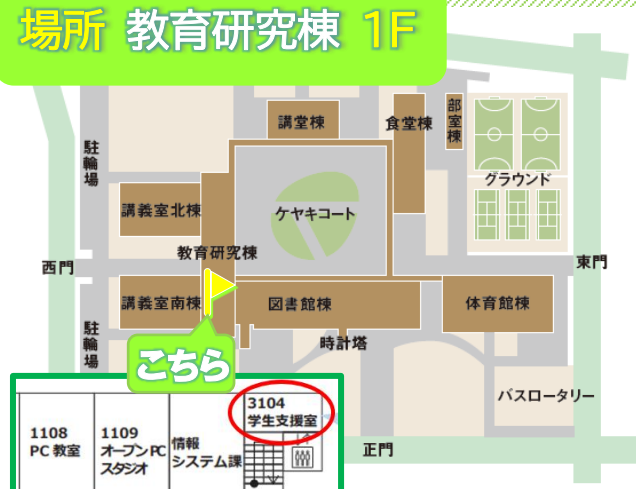 場所 教育研究棟 1F
講堂棟
食堂棟
部室棟
駐輪場
グラウンド
講義室北棟
ケヤキコート
教育研究棟
西門
東門
講義室南棟
図書館棟
体育館棟
駐輪場
時計塔
こちら
バスロータリー
3104
学生支援室
1108
PC 教室
1109
オープンPC
スタジオ
情報
システム課
正門